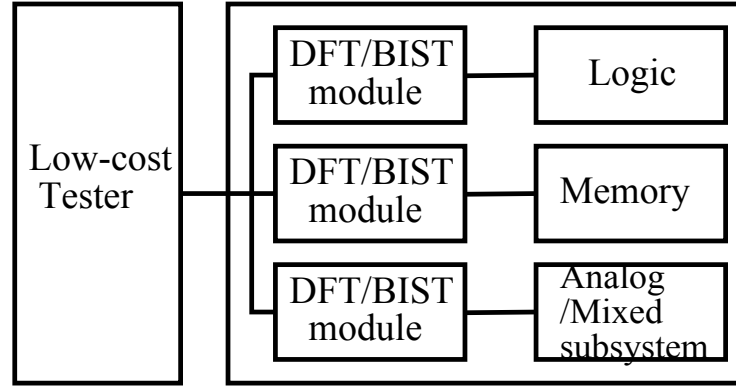 DFT/BIST
module
Logic
Low-cost
Tester
DFT/BIST
module
Memory
DFT/BIST
module
Analog
/Mixed
subsystem